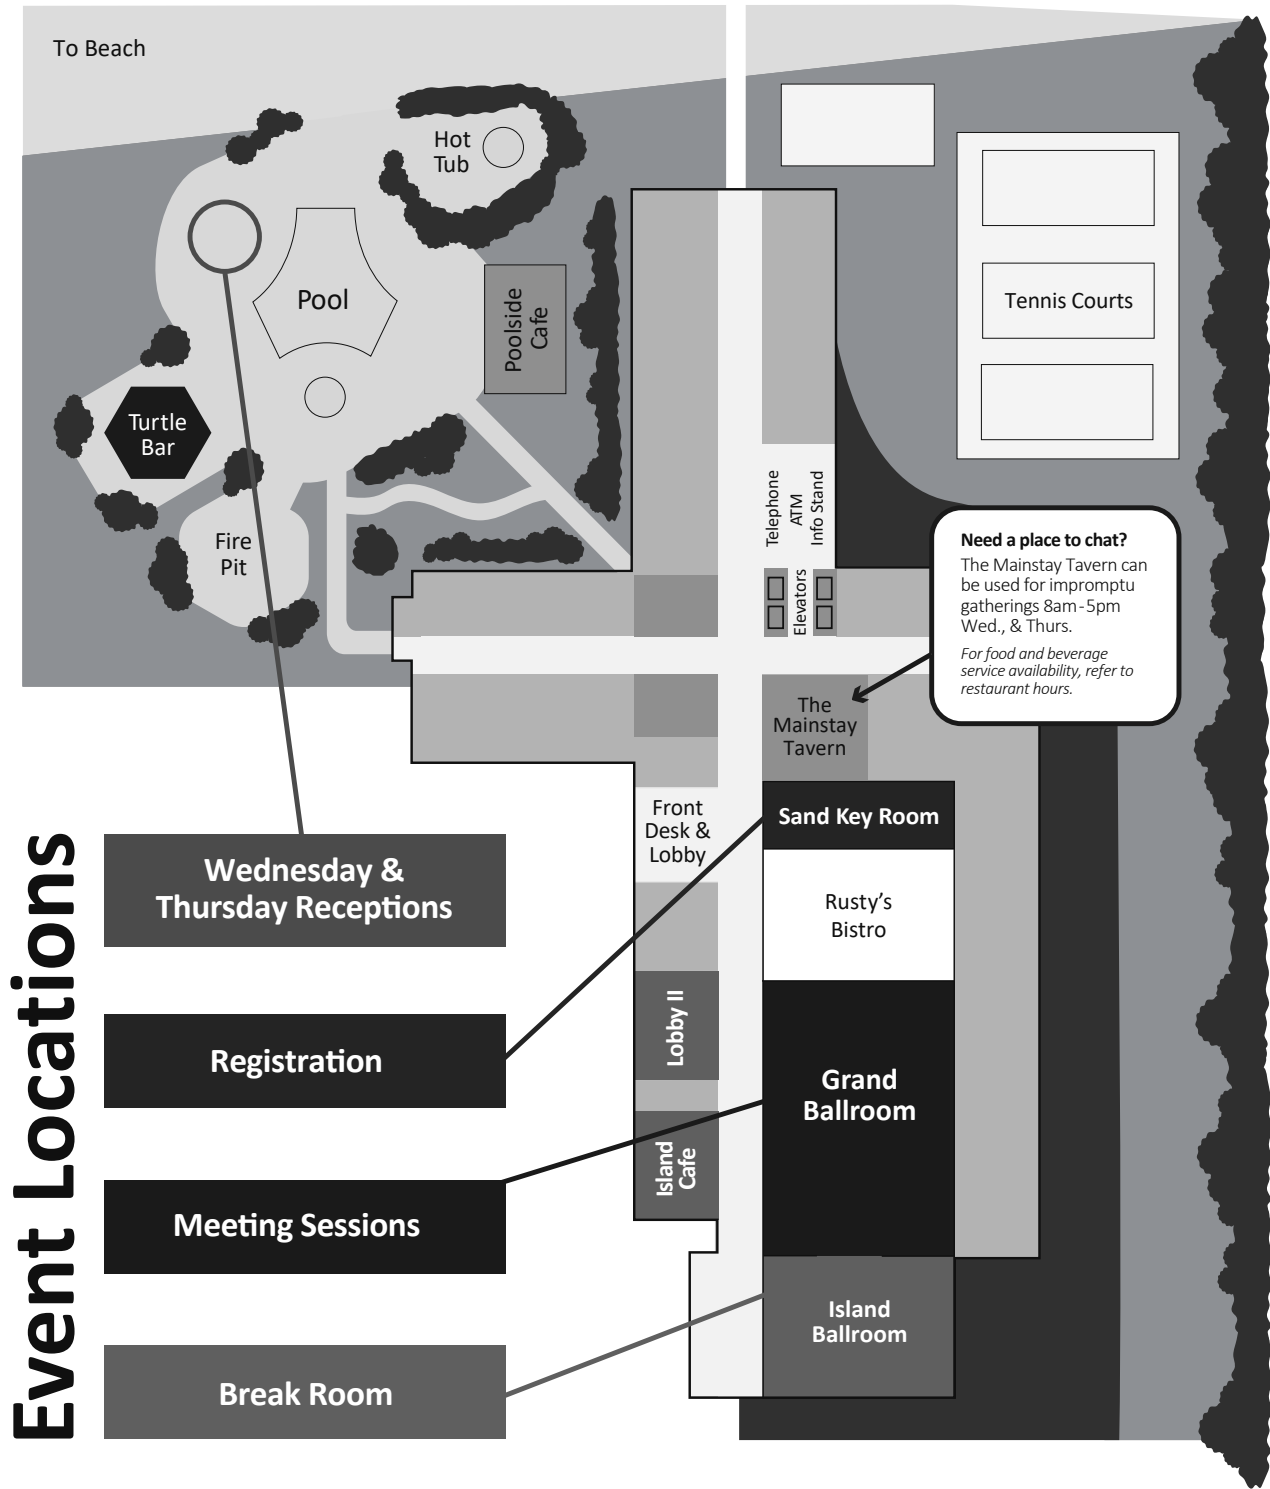 To Beach
Hot
Tub
Pool
Poolside
Cafe
Tennis Courts
Turtle
Bar
Fire
Pit
Telephone
ATM
Info Stand
Elevators
Need a place to chat?
The Mainstay Tavern can
be used for impromptu
gatherings 8am-5pm
Wed., & Thurs.
For food and beverage
service availability, refer to
restaurant hours.
The
Mainstay
Tavern
Front
Desk &
Lobby
Sand Key Room
Rusty's
Bistro
Lobby II
Grand
Ballroom
Island
Cafe
Island
Ballroom
Event Locations
Wednesday &
Thursday Receptions
Registration
Meeting Sessions
Break Room